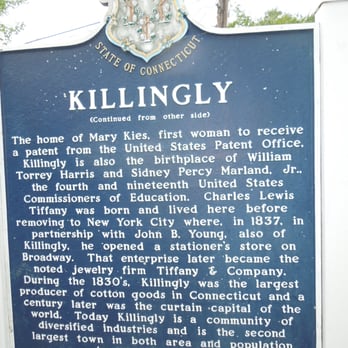 STATE OF CONNECTICUT
KILLINGLY
(Continued from other side)
The home of Mary Kies, first woman to receive
a patent from the United States Patent Office.
Killingly is also the birthplace of William
Torrey Harris and Sidney Percy Marland, Jr.,
the fourth and nineteenth United States
Commissioners of Education. Charles Lewis
Tiffany was born and lived here before
removing to New York City where, in 1837, in
partnership with John B. Young, also of
Killingly, he opened a stationer's store on
Broadway. That enterprise later became the
noted jewelry firm Tiffany & Company.
During the 1830's, Killingly was the largest
producer of cotton goods in Connecticut and a
century later was the curtain capital of the
world. Today Killingly is a community of
diversified industries and is the second
largest town in both area and population